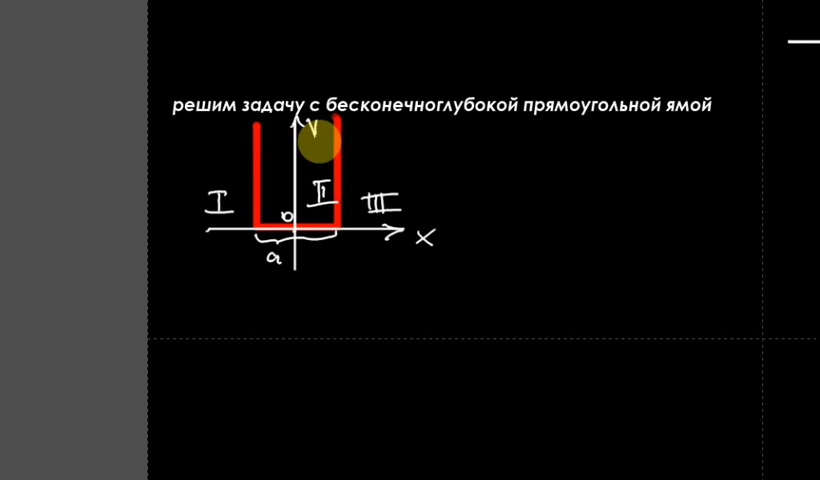 решим задачу с бесконечноглубокой прямоугольной ямой
V
I
II
III
0
x
a